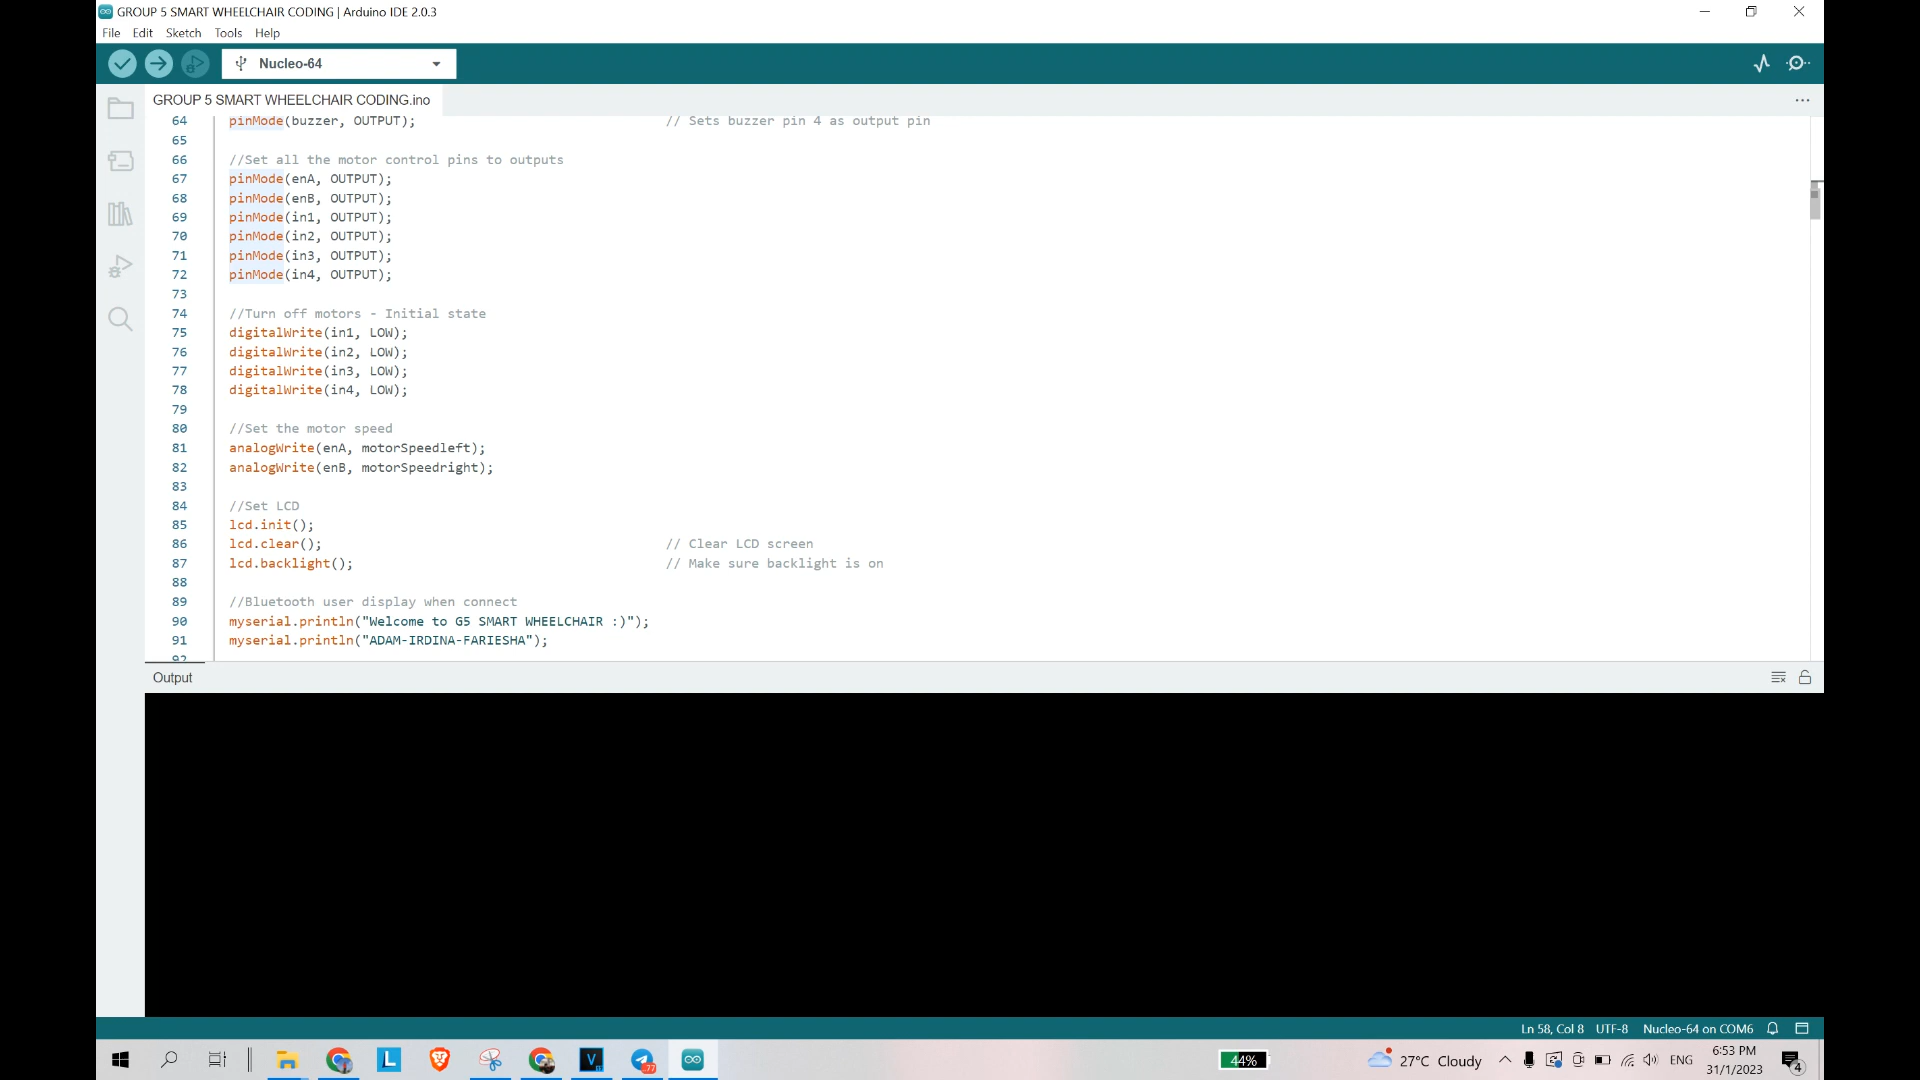 GROUP 5 SMART WHEELCHAIR CODING | Arduino IDE 2.0.3
File Edit Sketch Tools Help
Nucleo-64
GROUP 5 SMART WHEELCHAIR CODING.ino
64 pinMode(buzzer, OUTPUT); // Sets buzzer pin 4 as output pin
65
66 //Set all the motor control pins to outputs
67 pinMode(enA, OUTPUT);
68 pinMode(enB, OUTPUT);
69 pinMode(in1, OUTPUT);
70 pinMode(in2, OUTPUT);
71 pinMode(in3, OUTPUT);
72 pinMode(in4, OUTPUT);
73
74 //Turn off motors - Initial state
75 digitalWrite(in1, LOW);
76 digitalWrite(in2, LOW);
77 digitalWrite(in3, LOW);
78 digitalWrite(in4, LOW);
79
80 //Set the motor speed
81 analogWrite(enA, motorSpeedleft);
82 analogWrite(enB, motorSpeedright);
83
84 //Set LCD
85 lcd.init();
86 lcd.clear(); // Clear LCD screen
87 lcd.backlight(); // Make sure backlight is on
88
89 //Bluetooth user display when connect
90 myserial.println("Welcome to G5 SMART WHEELCHAIR :)");
91 myserial.println("ADAM-IRDINA-FARIESHA");
92
Output
Ln 58, Col 8 UTF-8 Nucleo-64 on COM6
L V 77 44% 27°C Cloudy ENG 6:53 PM
31/1/2023 4